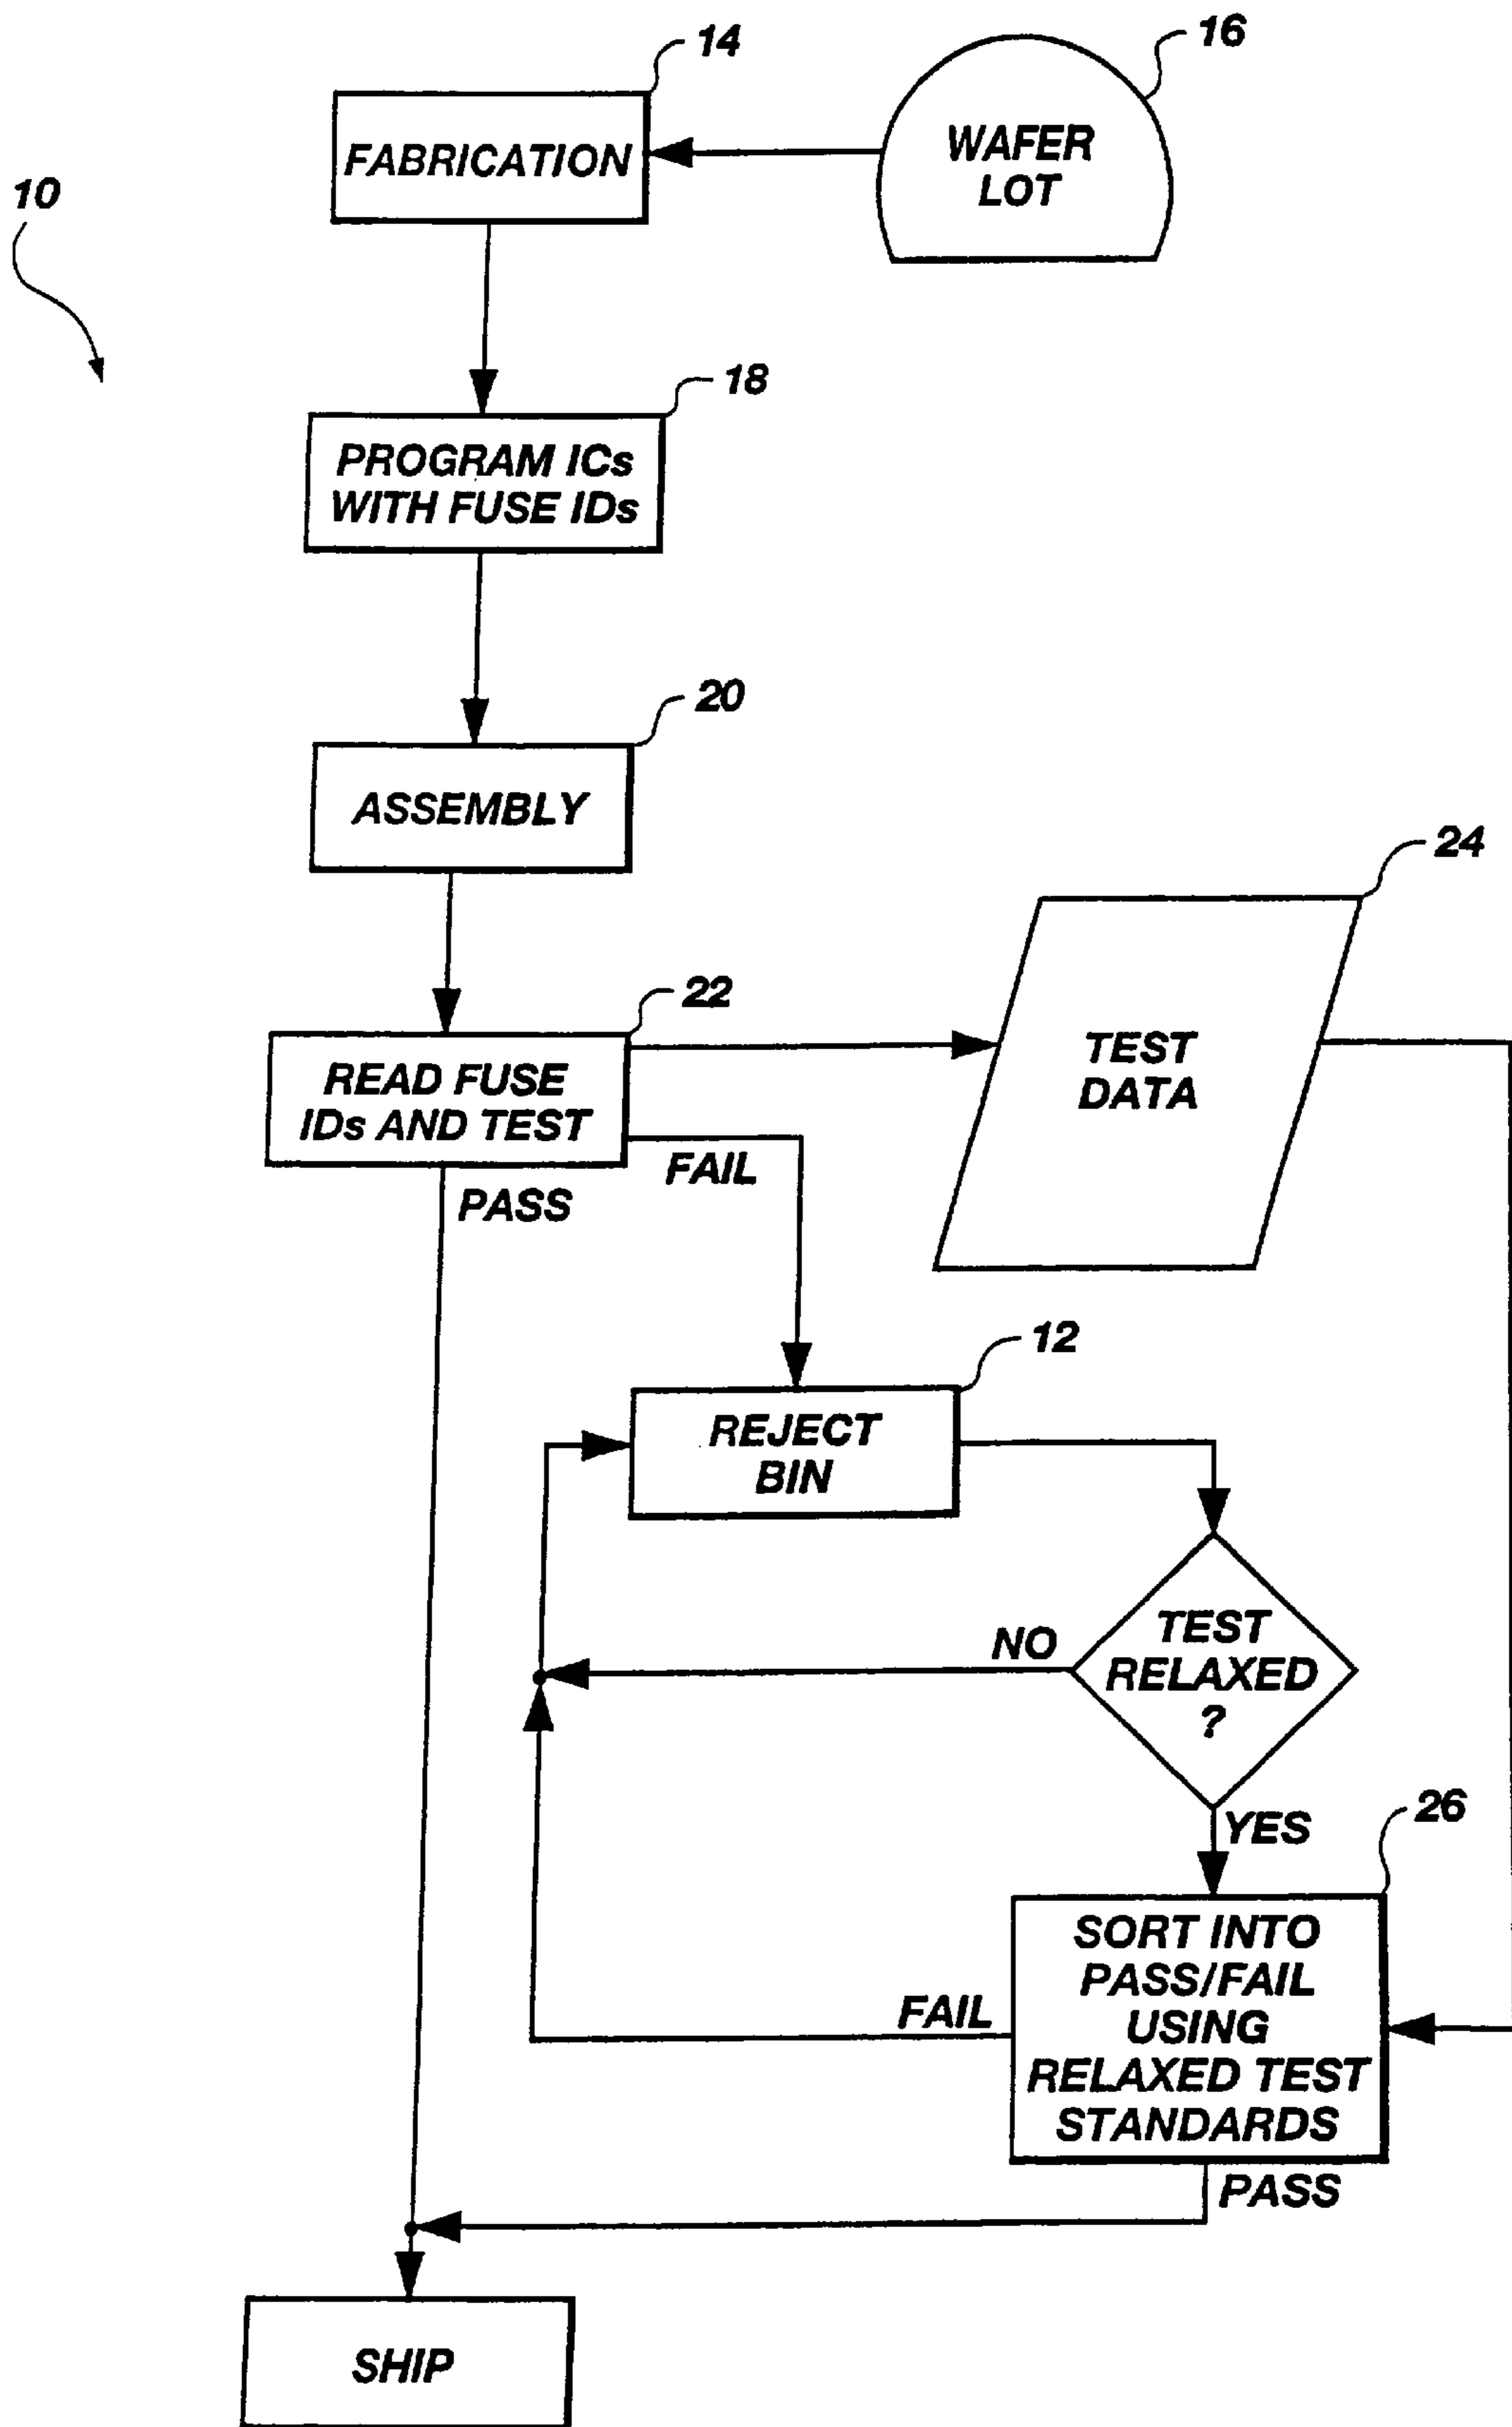 14
16
FABRICATION
WAFER
LOT
10
18
PROGRAM ICs
WITH FUSE IDs
20
ASSEMBLY
24
22
READ FUSE
IDs AND TEST
TEST
DATA
FAIL
PASS
12
REJECT
BIN
NO
TEST
RELAXED
?
YES
26
SORT INTO
PASS/FAIL
USING
RELAXED TEST
STANDARDS
FAIL
PASS
SHIP